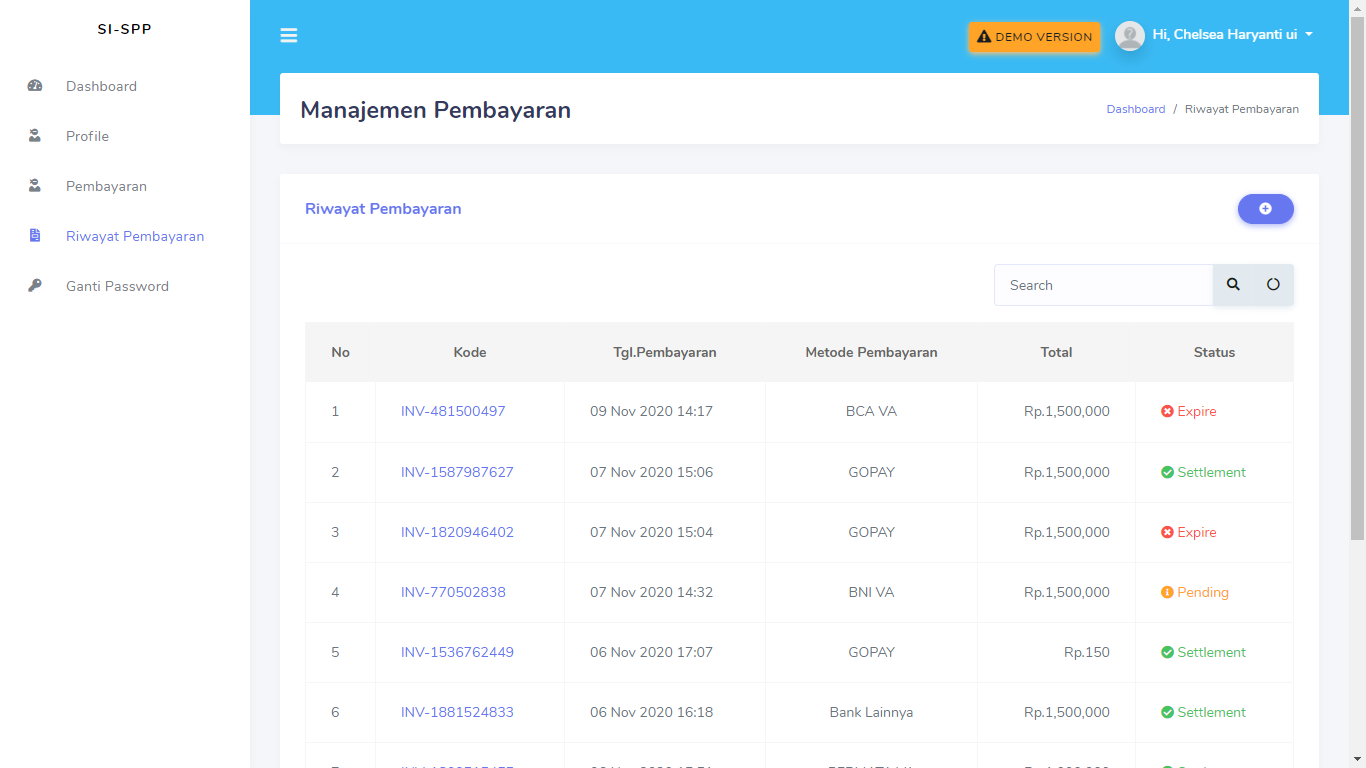 SI-SPP
DEMO VERSION
Hi, Chelsea Haryanti ui
Dashboard
Profile
Pembayaran
Riwayat Pembayaran
Ganti Password
Manajemen Pembayaran
Dashboard / Riwayat Pembayaran
Riwayat Pembayaran
Search
No Kode Tgl.Pembayaran Metode Pembayaran Total Status
1 INV-481500497 09 Nov 2020 14:17 BCA VA Rp.1,500,000 Expire
2 INV-1587987627 07 Nov 2020 15:06 GOPAY Rp.1,500,000 Settlement
3 INV-1820946402 07 Nov 2020 15:04 GOPAY Rp.1,500,000 Expire
4 INV-770502838 07 Nov 2020 14:32 BNI VA Rp.1,500,000 Pending
5 INV-1536762449 06 Nov 2020 17:07 GOPAY Rp.150 Settlement
6 INV-1881524833 06 Nov 2020 16:18 Bank Lainnya Rp.1,500,000 Settlement